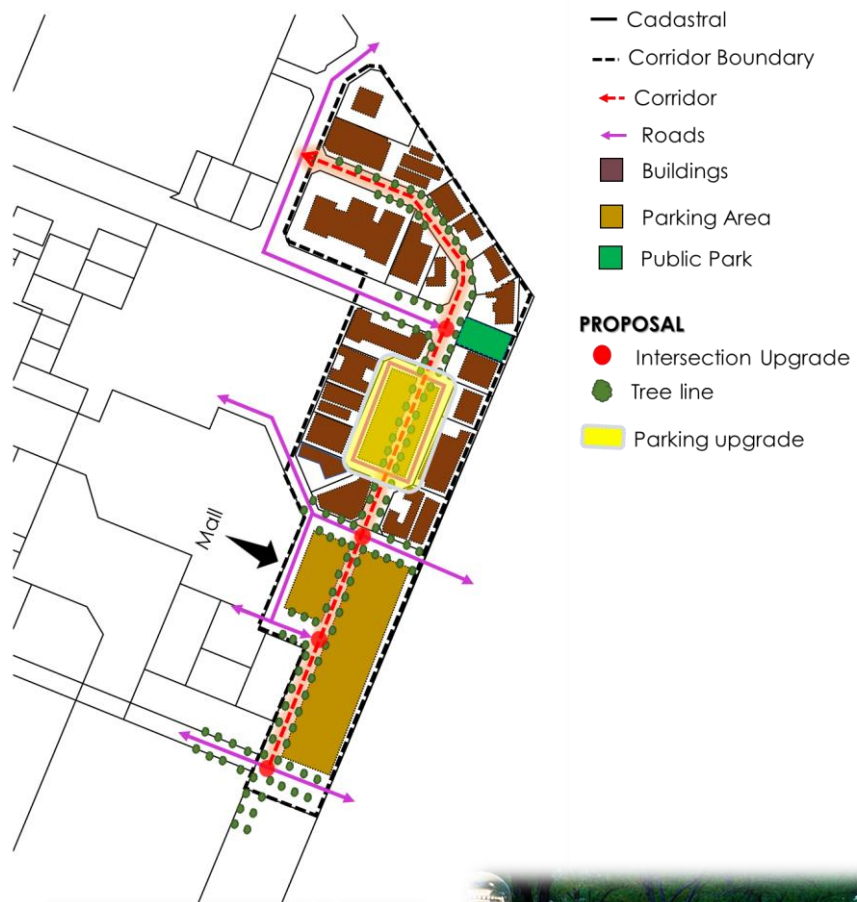 Cadastral
Corridor Boundary
Corridor
Roads
Buildings
Parking Area
Public Park
PROPOSAL
Intersection Upgrade
Tree line
Parking upgrade
Mall